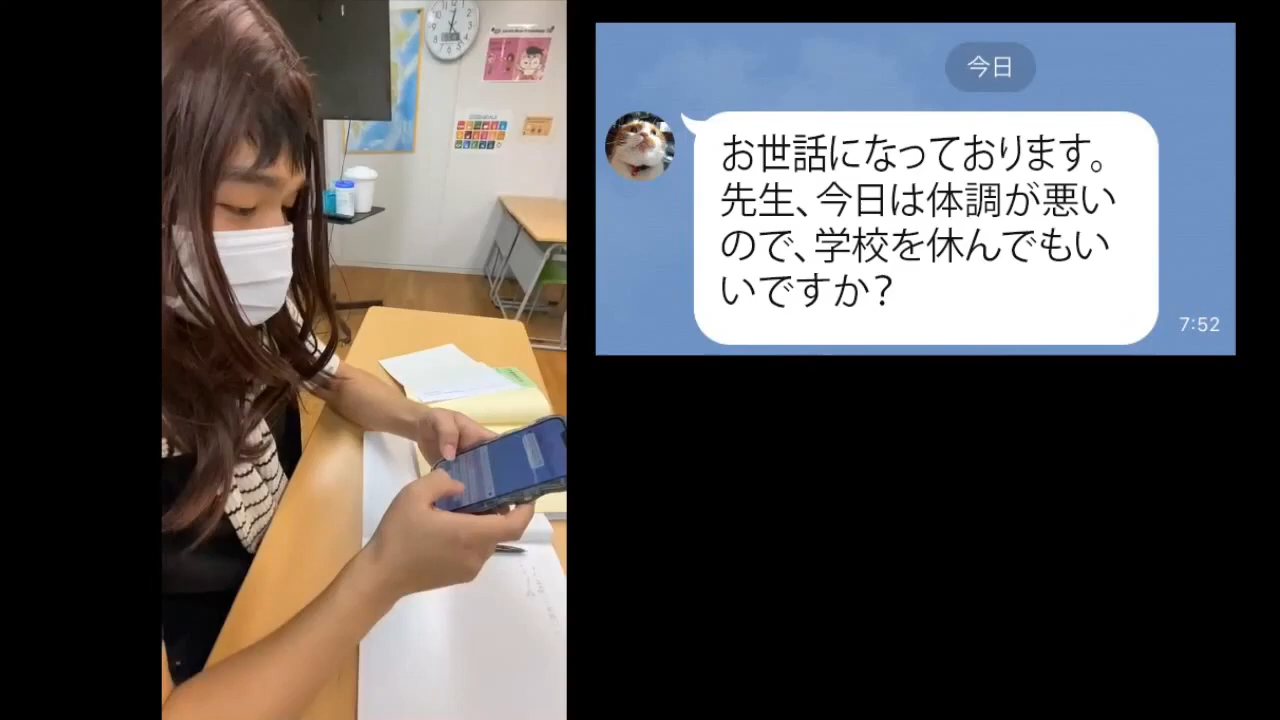 今日
お世話になっております。
先生、今日は体調が悪い
ので、学校を休んでもい
いですか？
7:52